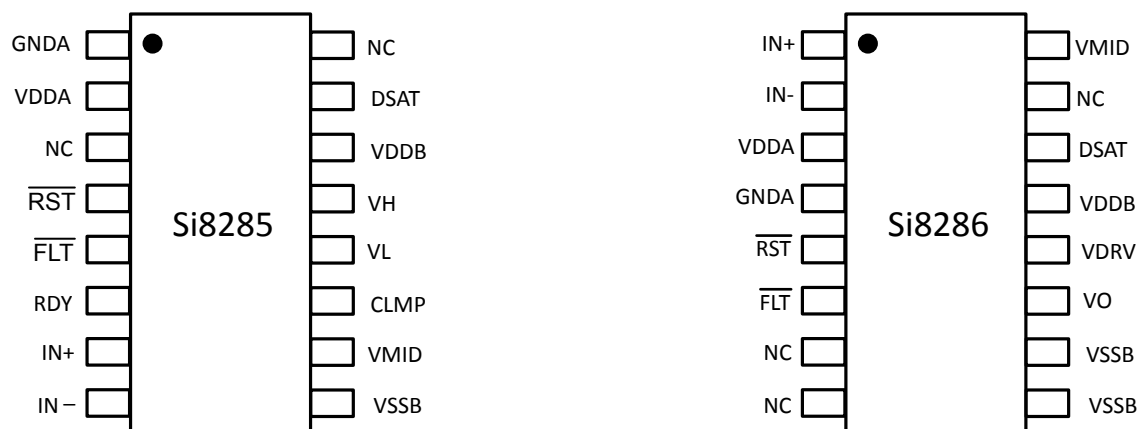 GNDA NC IN+ VMID
VDDA DSAT IN- NC
NC VDDB VDDA DSAT
RST VH GNDA VDDB
Si8285 Si8286
FLT VL RST VDRV
RDY CLMP FLT VO
IN+ VMID NC VSSB
IN – VSSB NC VSSB